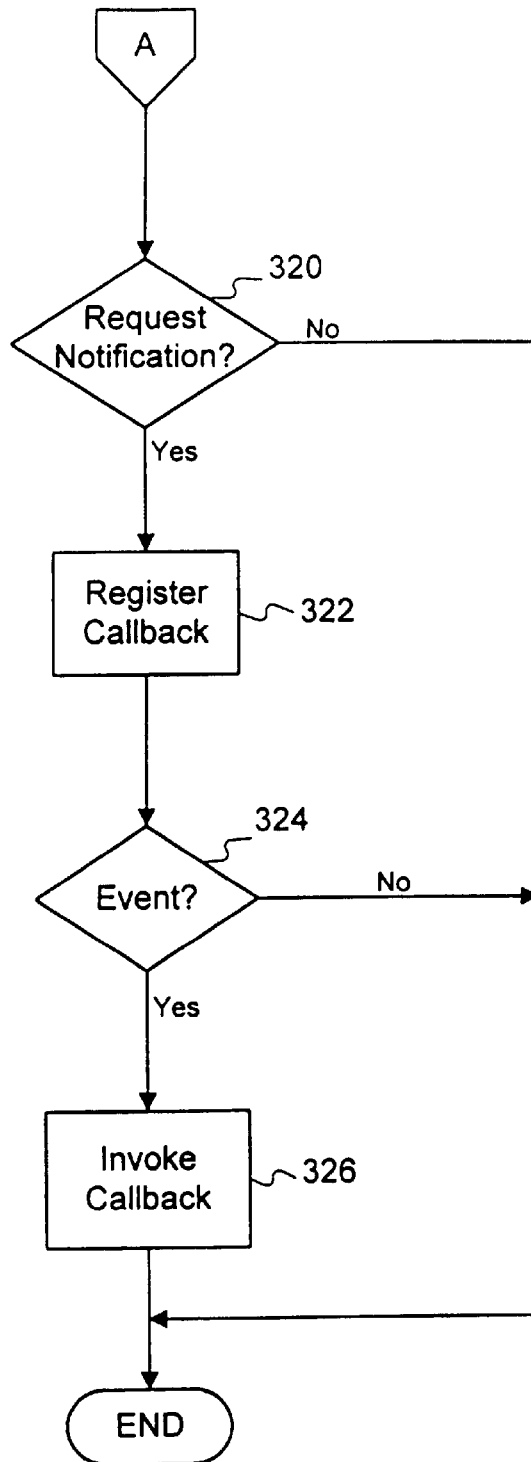 A
320
Request
Notification?
No
Yes
Register
Callback
322
324
Event?
No
Yes
Invoke
Callback
326
END